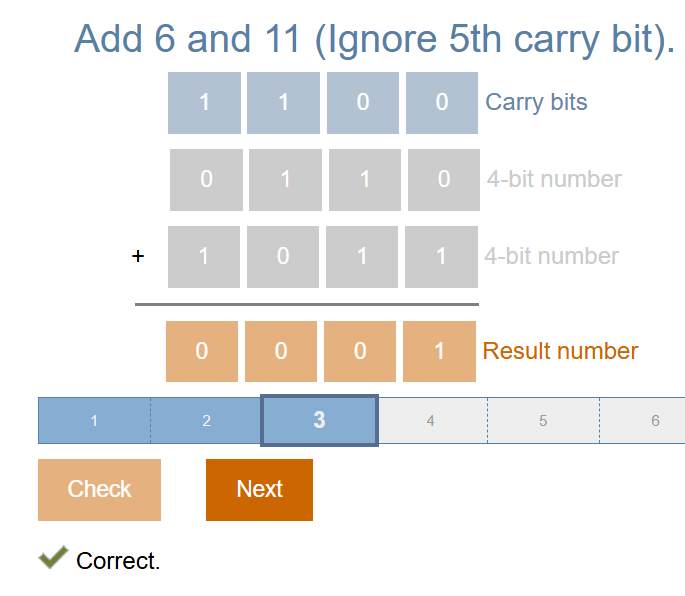 Add 6 and 11 (Ignore 5th carry bit).
1 1 0 0 Carry bits
0 1 1 0 4-bit number
+ 1 0 1 1 4-bit number
0 0 0 1 Result number
1 2 3 4 5 6
Check Next
Correct.